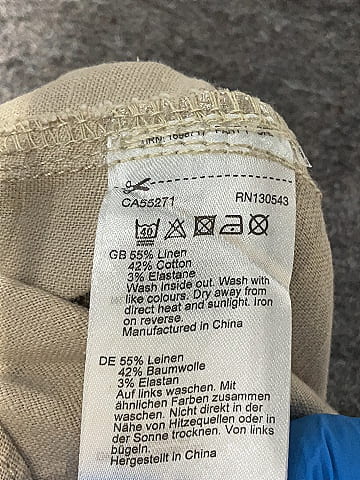 CA55271 RN130543
40
GB 55% Linen
42% Cotton
3% Elastane
Wash inside out. Wash with
like colours. Dry away from
direct heat and sunlight. Iron
on reverse.
Manufactured in China
DE 55% Leinen
42% Baumwolle
3% Elastan
Auf links waschen. Mit
ähnlichen Farben zusammen
waschen. Nicht direkt in der
Nähe von Hitzequellen oder in
der Sonne trocknen. Von links
bügeln.
Hergestellt in China